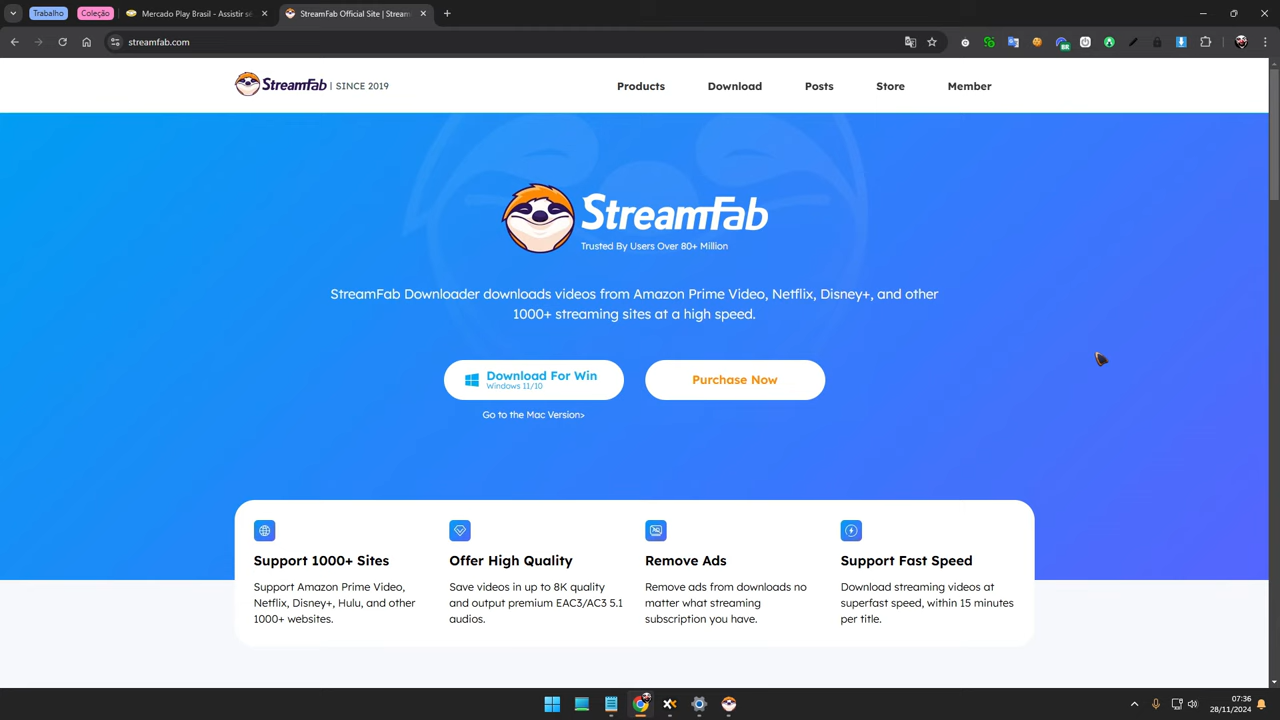 Trabalho
Coleção
Mercado Play Brasil - Assistir sé
StreamFab Official Site | Stream
streamfab.com
StreamFab | SINCE 2019
Products
Download
Posts
Store
Member
StreamFab
Trusted By Users Over 80+ Million
StreamFab Downloader downloads videos from Amazon Prime Video, Netflix, Disney+, and other
1000+ streaming sites at a high speed.
Download For Win
Windows 11/10
Purchase Now
Go to the Mac Version>
Support 1000+ Sites
Support Amazon Prime Video,
Netflix, Disney+, Hulu, and other
1000+ websites.
Offer High Quality
Save videos in up to 8K quality
and output premium EAC3/AC3 5.1
audios.
Remove Ads
Remove ads from downloads no
matter what streaming
subscription you have.
Support Fast Speed
Download streaming videos at
superfast speed, within 15 minutes
per title.
07:36
28/11/2024